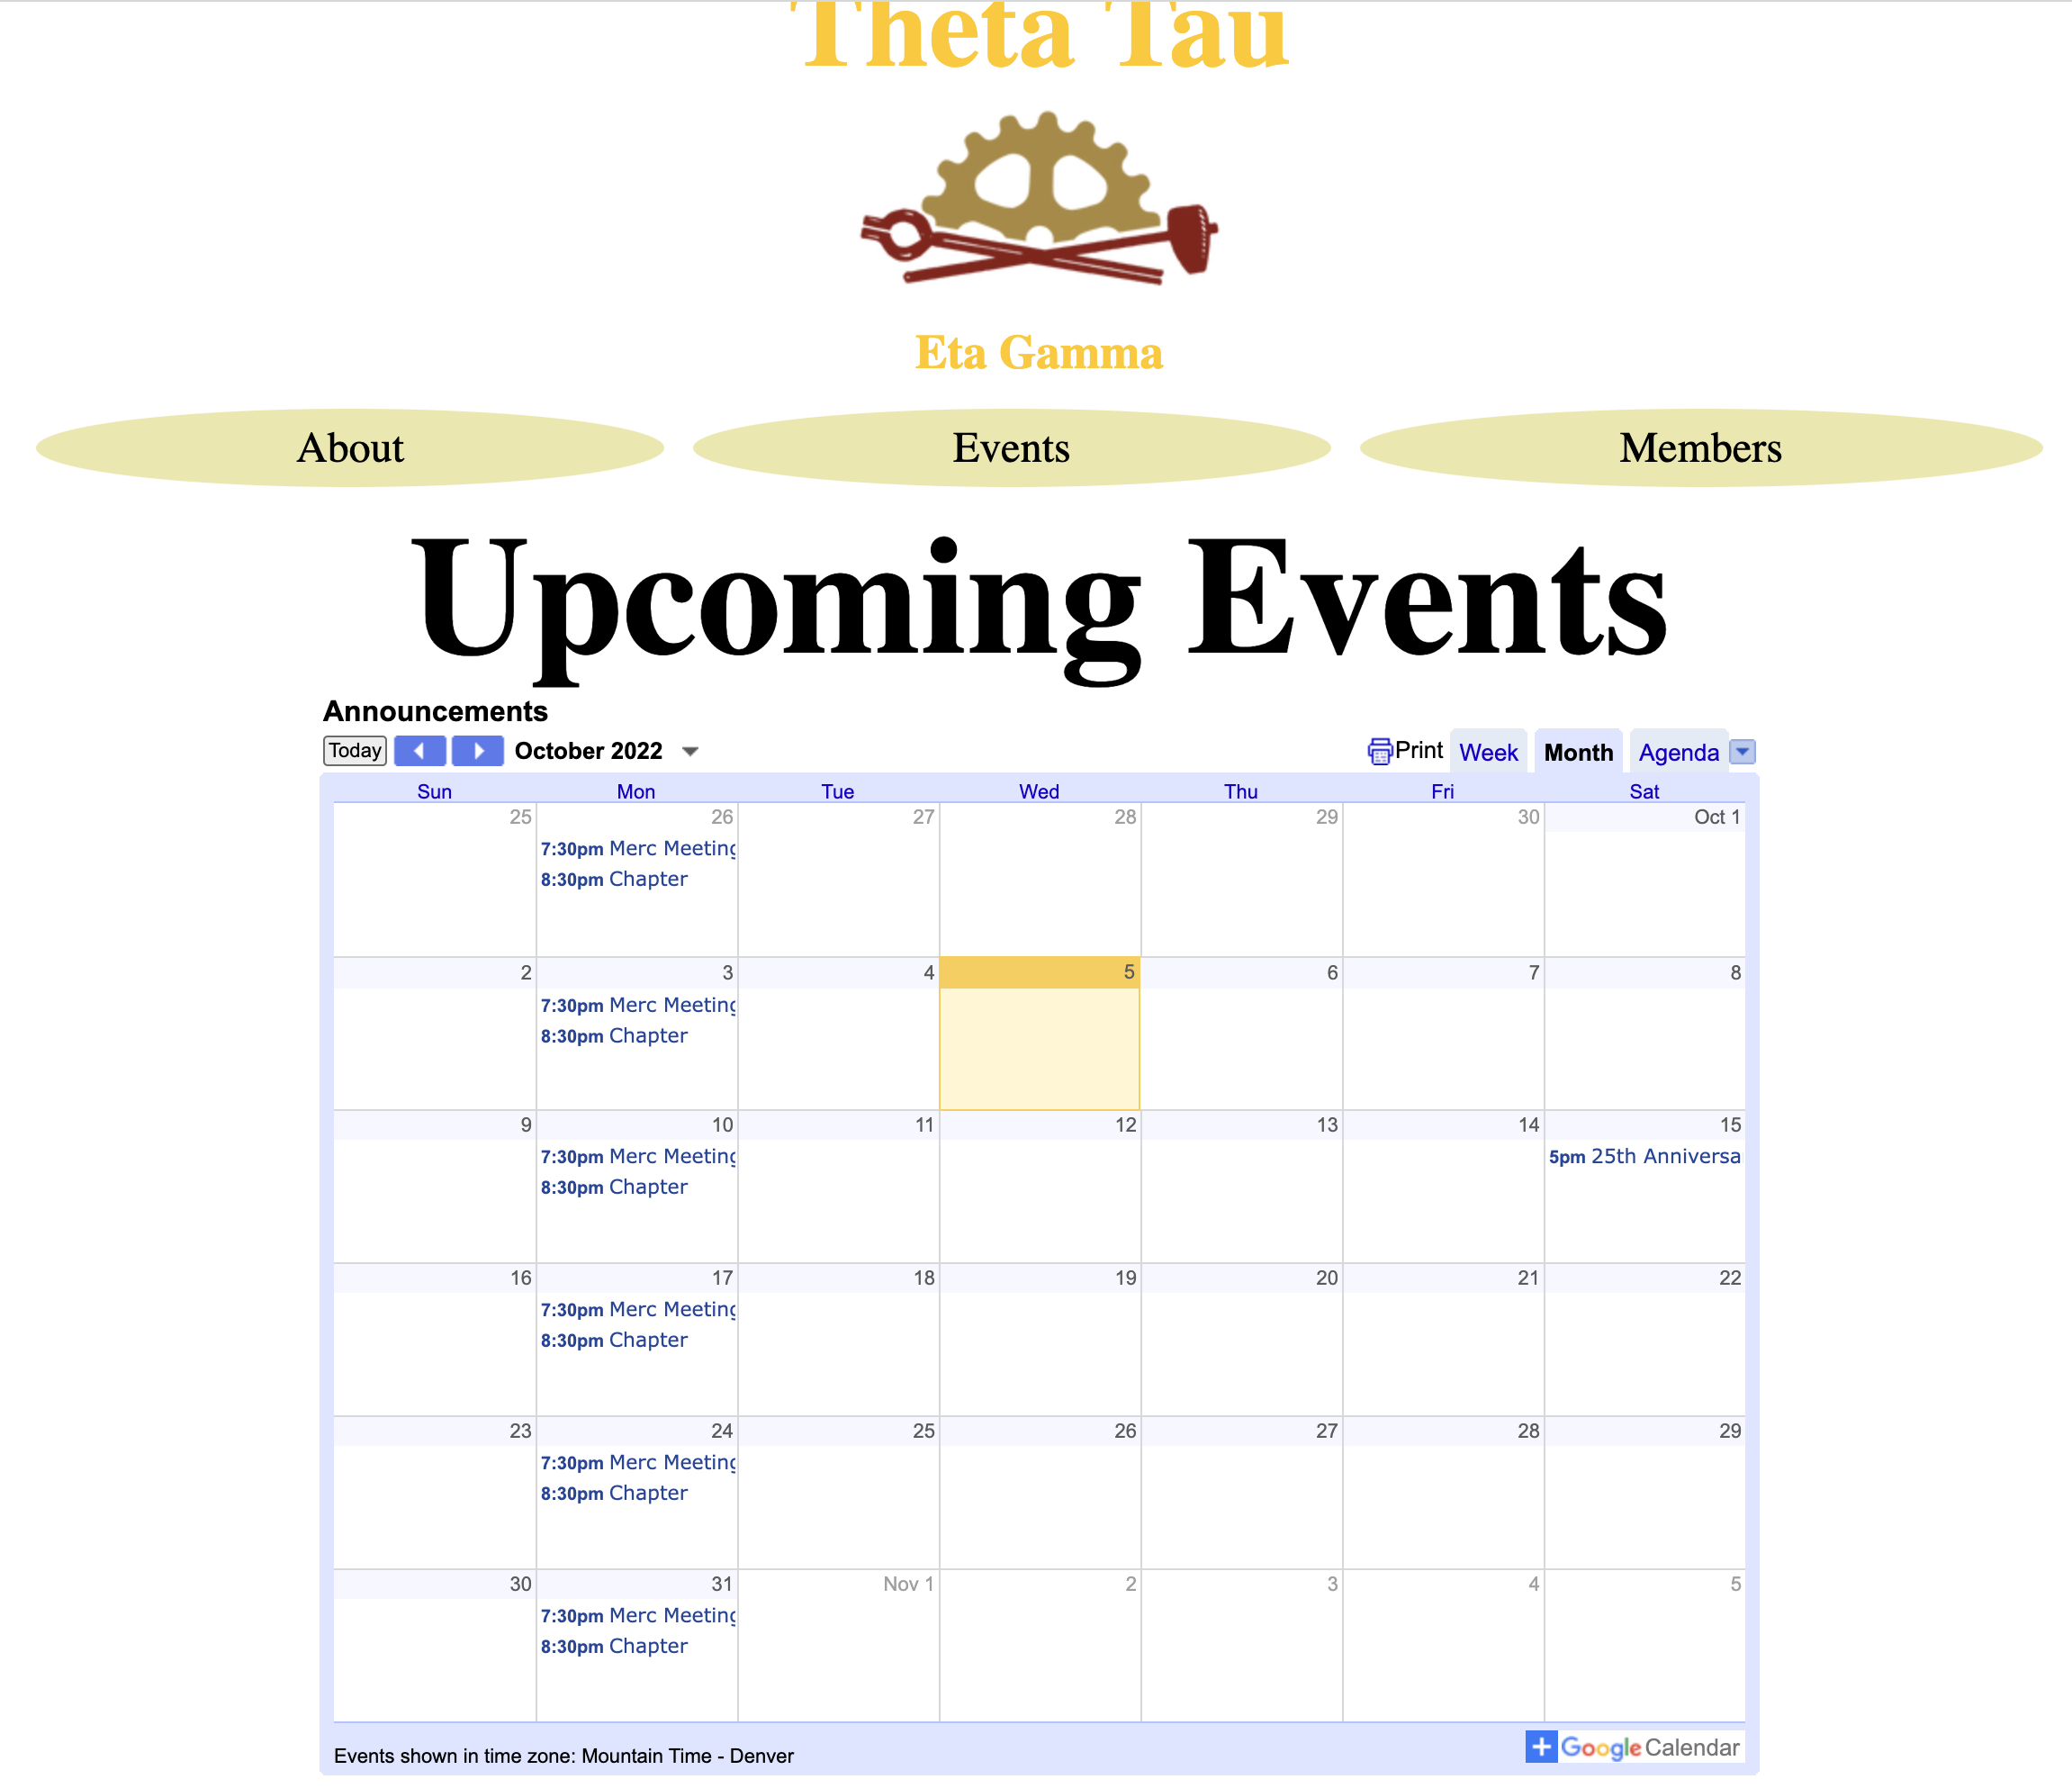 Theta Tau
Eta Gamma
About Events Members
Upcoming Events
Announcements
Today October 2022 Print Week Month Agenda
Sun Mon Tue Wed Thu Fri Sat
25 26 27 28 29 30 Oct 1
7:30pm Merc Meeting
8:30pm Chapter
2 3 4 5 6 7 8
7:30pm Merc Meeting
8:30pm Chapter
9 10 11 12 13 14 15
7:30pm Merc Meeting 5pm 25th Anniversa
8:30pm Chapter
16 17 18 19 20 21 22
7:30pm Merc Meeting
8:30pm Chapter
23 24 25 26 27 28 29
7:30pm Merc Meeting
8:30pm Chapter
30 31 Nov 1 2 3 4 5
7:30pm Merc Meeting
8:30pm Chapter
Events shown in time zone: Mountain Time - Denver + Google Calendar